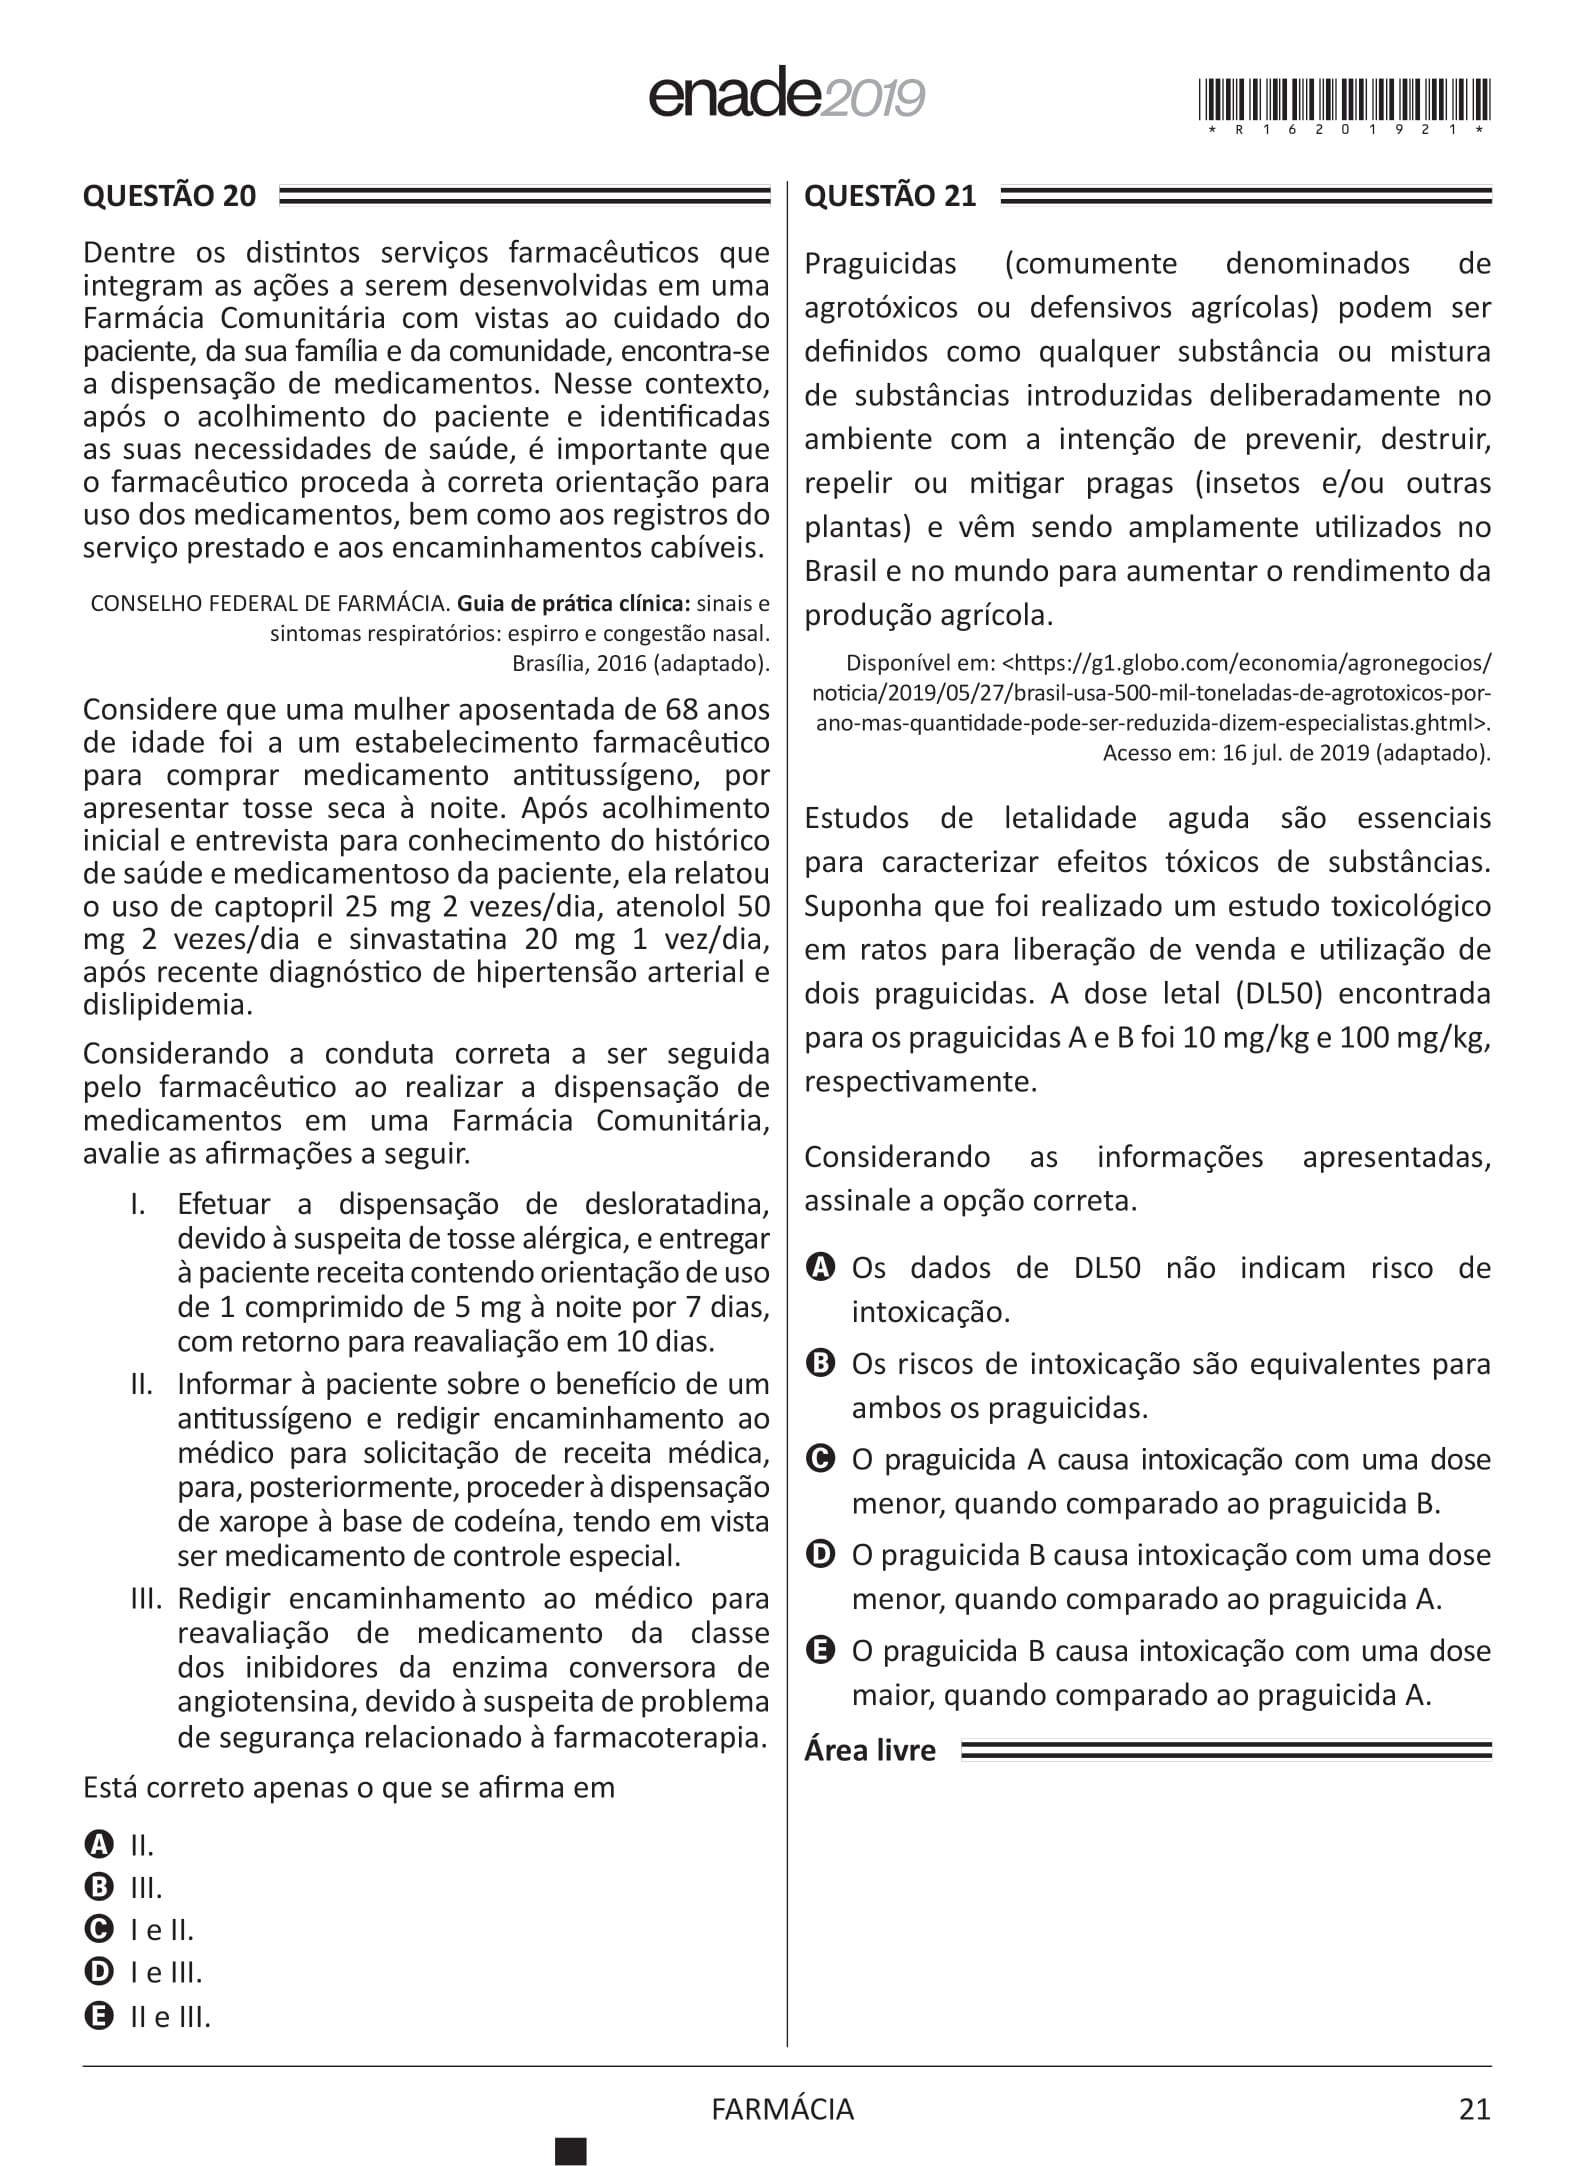 enade2019
*R16201921*
QUESTÃO 20
Dentre os distintos serviços farmacêuticos que
integram as ações a serem desenvolvidas em uma
Farmácia Comunitária com vistas ao cuidado do
paciente, da sua família e da comunidade, encontra-se
a dispensação de medicamentos. Nesse contexto,
após o acolhimento do paciente e identificadas
as suas necessidades de saúde, é importante que
o farmacêutico proceda à correta orientação para
uso dos medicamentos, bem como aos registros do
serviço prestado e aos encaminhamentos cabíveis.
CONSELHO FEDERAL DE FARMÁCIA. Guia de prática clínica: sinais e
sintomas respiratórios: espirro e congestão nasal.
Brasília, 2016 (adaptado).
Considere que uma mulher aposentada de 68 anos
de idade foi a um estabelecimento farmacêutico
para comprar medicamento antitussígeno, por
apresentar tosse seca à noite. Após acolhimento
inicial e entrevista para conhecimento do histórico
de saúde e medicamentoso da paciente, ela relatou
o uso de captopril 25 mg 2 vezes/dia, atenolol 50
mg 2 vezes/dia e sinvastatina 20 mg 1 vez/dia,
após recente diagnóstico de hipertensão arterial e
dislipidemia.
Considerando a conduta correta a ser seguida
pelo farmacêutico ao realizar a dispensação de
medicamentos em uma Farmácia Comunitária,
avalie as afirmações a seguir.
I. Efetuar a dispensação de desloratadina,
devido à suspeita de tosse alérgica, e entregar
à paciente receita contendo orientação de uso
de 1 comprimido de 5 mg à noite por 7 dias,
com retorno para reavaliação em 10 dias.
II. Informar à paciente sobre o benefício de um
antitussígeno e redigir encaminhamento ao
médico para solicitação de receita médica,
para, posteriormente, proceder à dispensação
de xarope à base de codeína, tendo em vista
ser medicamento de controle especial.
III. Redigir encaminhamento ao médico para
reavaliação de medicamento da classe
dos inibidores da enzima conversora de
angiotensina, devido à suspeita de problema
de segurança relacionado à farmacoterapia.
Está correto apenas o que se afirma em
A II.
B III.
C I e II.
D I e III.
E II e III.
QUESTÃO 21
Praguicidas (comumente denominados de
agrotóxicos ou defensivos agrícolas) podem ser
definidos como qualquer substância ou mistura
de substâncias introduzidas deliberadamente no
ambiente com a intenção de prevenir, destruir,
repelir ou mitigar pragas (insetos e/ou outras
plantas) e vêm sendo amplamente utilizados no
Brasil e no mundo para aumentar o rendimento da
produção agrícola.
Disponível em: <https://g1.globo.com/economia/agronegocios/
noticia/2019/05/27/brasil-usa-500-mil-toneladas-de-agrotoxicos-por-
ano-mas-quantidade-pode-ser-reduzida-dizem-especialistas.ghtml>.
Acesso em: 16 jul. de 2019 (adaptado).
Estudos de letalidade aguda são essenciais
para caracterizar efeitos tóxicos de substâncias.
Suponha que foi realizado um estudo toxicológico
em ratos para liberação de venda e utilização de
dois praguicidas. A dose letal (DL50) encontrada
para os praguicidas A e B foi 10 mg/kg e 100 mg/kg,
respectivamente.
Considerando as informações apresentadas,
assinale a opção correta.
A Os dados de DL50 não indicam risco de
intoxicação.
B Os riscos de intoxicação são equivalentes para
ambos os praguicidas.
C O praguicida A causa intoxicação com uma dose
menor, quando comparado ao praguicida B.
D O praguicida B causa intoxicação com uma dose
menor, quando comparado ao praguicida A.
E O praguicida B causa intoxicação com uma dose
maior, quando comparado ao praguicida A.
Área livre
FARMÁCIA
21